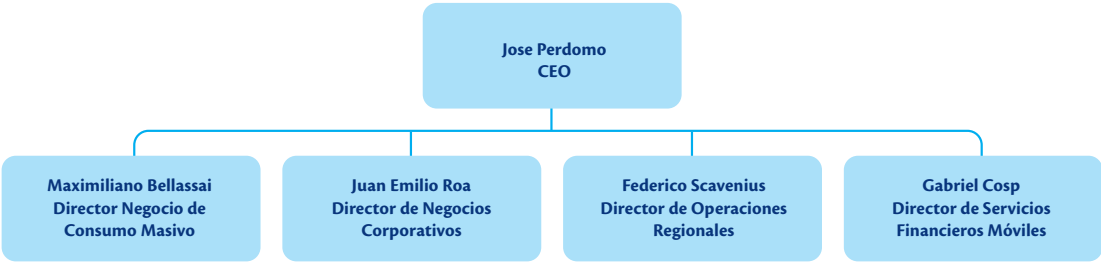 Jose Perdomo
CEO
Maximiliano Bellassai
Director Negocio de
Consumo Masivo
Juan Emilio Roa
Director de Negocios
Corporativos
Federico Scavenius
Director de Operaciones
Regionales
Gabriel Cosp
Director de Servicios
Financieros Móviles